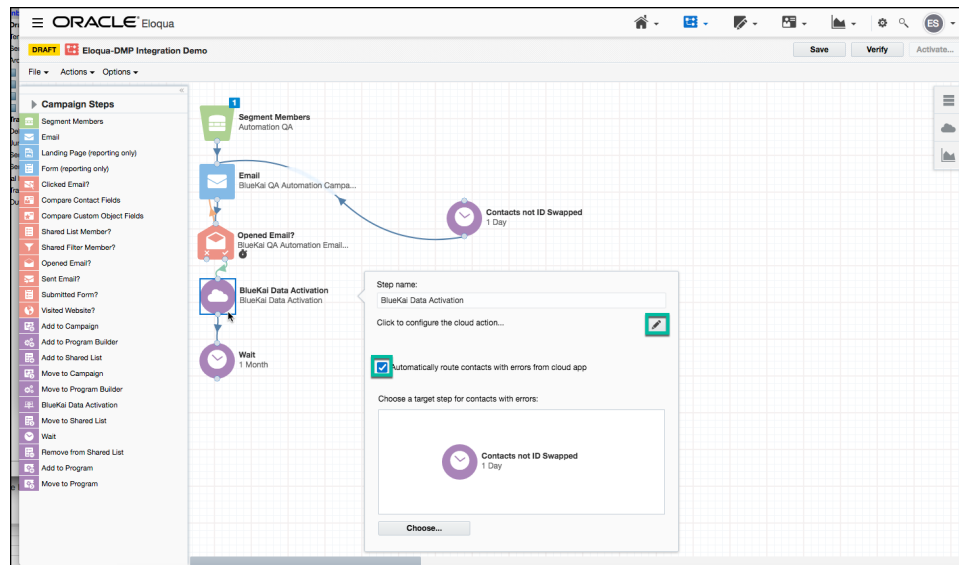 ORACLE Eloqua
ES
DRAFT Eloqua-DMP Integration Demo
Save
Verify
Activate...
File
Actions
Options
Campaign Steps
Segment Members
Email
Landing Page (reporting only)
Form (reporting only)
Clicked Email?
Compare Contact Fields
Compare Custom Object Fields
Shared List Member?
Shared Filter Member?
Opened Email?
Sent Email?
Submitted Form?
Visited Website?
Add to Campaign
Add to Program Builder
Add to Shared List
Move to Campaign
Move to Program Builder
BlueKai Data Activation
Move to Shared List
Wait
Remove from Shared List
Add to Program
Move to Program
1
Segment Members
Automation QA
Email
BlueKai QA Automation Campa...
Contacts not ID Swapped
1 Day
Opened Email?
BlueKai QA Automation Email...
BlueKai Data Activation
BlueKai Data Activation
Wait
1 Month
Step name:
BlueKai Data Activation
Click to configure the cloud action...
Automatically route contacts with errors from cloud app
Choose a target step for contacts with errors:
Contacts not ID Swapped
1 Day
Choose...